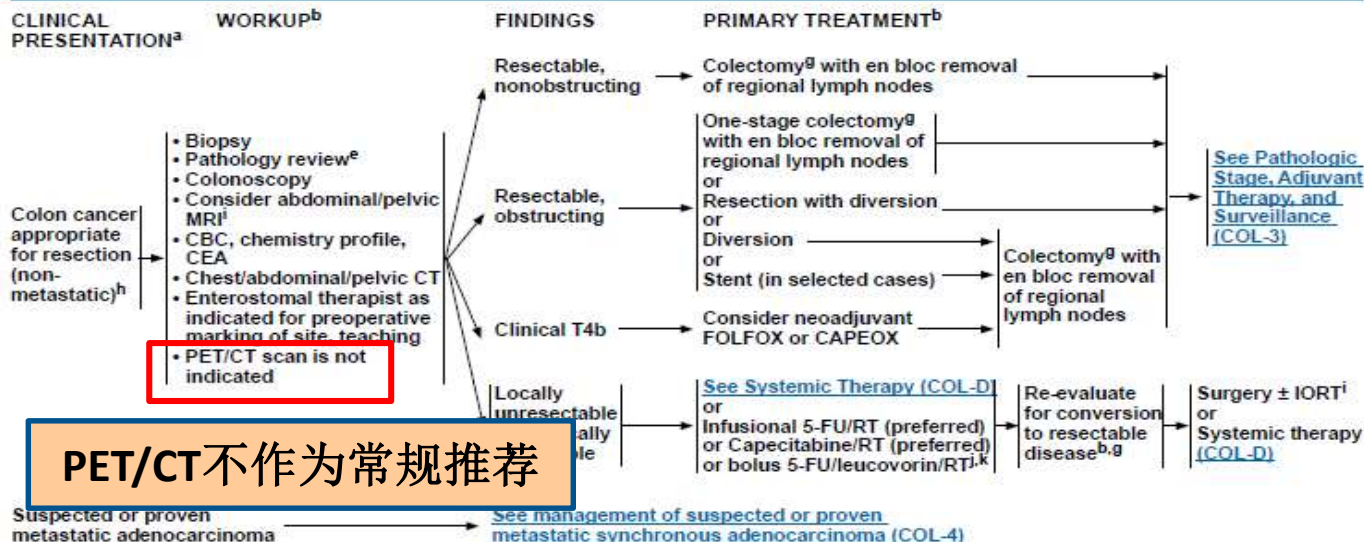 CLINICAL
PRESENTATIONᵃ
WORKUPᵇ
FINDINGS
PRIMARY TREATMENTᵇ
Colon cancer
appropriate
for resection
(non-
metastatic)ʰ
• Biopsy
• Pathology reviewᵉ
• Colonoscopy
• Consider abdominal/pelvic
MRIⁱ
• CBC, chemistry profile,
CEA
• Chest/abdominal/pelvic CT
• Enterostomal therapist as
indicated for preoperative
marking of site, teaching
• PET/CT scan is not
indicated
Resectable,
nonobstructing
Colectomyᵍ with en bloc removal
of regional lymph nodes
Resectable,
obstructing
One-stage colectomyᵍ
with en bloc removal of
regional lymph nodes
or
Resection with diversion
or
Diversion
or
Stent (in selected cases)
Colectomyᵍ with
en bloc removal
of regional
lymph nodes
Clinical T4b
Consider neoadjuvant
FOLFOX or CAPEOX
See Pathologic
Stage, Adjuvant
Therapy, and
Surveillance
(COL-3)
Locally
unresectable
See Systemic Therapy (COL-D)
or
Infusional 5-FU/RT (preferred)
or Capecitabine/RT (preferred)
or bolus 5-FU/leucovorin/RTʲ,ᵏ
Re-evaluate
for conversion
to resectable
diseaseᵇ,ᵍ
Surgery ± IORTⁱ
or
Systemic therapy
(COL-D)
PET/CT不作为常规推荐
Suspected or proven
metastatic adenocarcinoma
See management of suspected or proven
metastatic synchronous adenocarcinoma (COL-4)